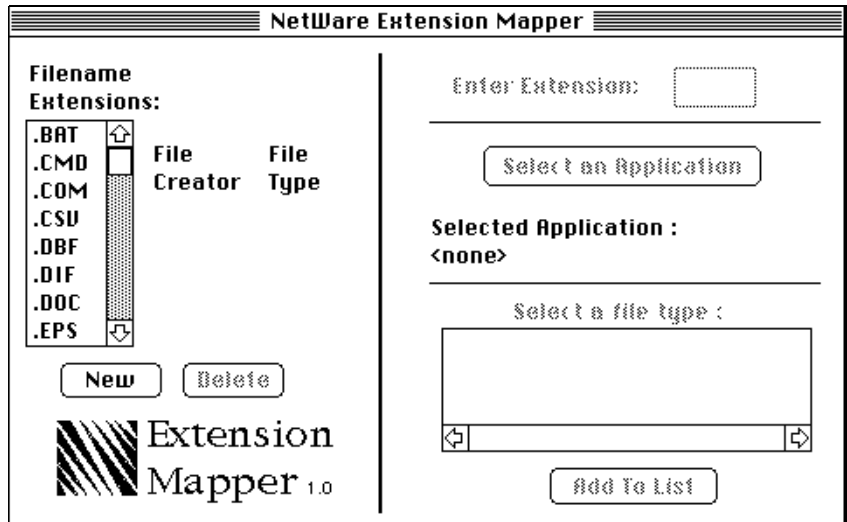 NetWare Extension Mapper
Filename
Extensions:
.BAT
.CMD
.COM
.CSV
.DBF
.DIF
.DOC
.EPS
File Creator
File Type
New
Delete
Extension
Mapper 1.0
Enter Extension:
Select an Application
Selected Application :
<none>
Select a file type :
Add To List